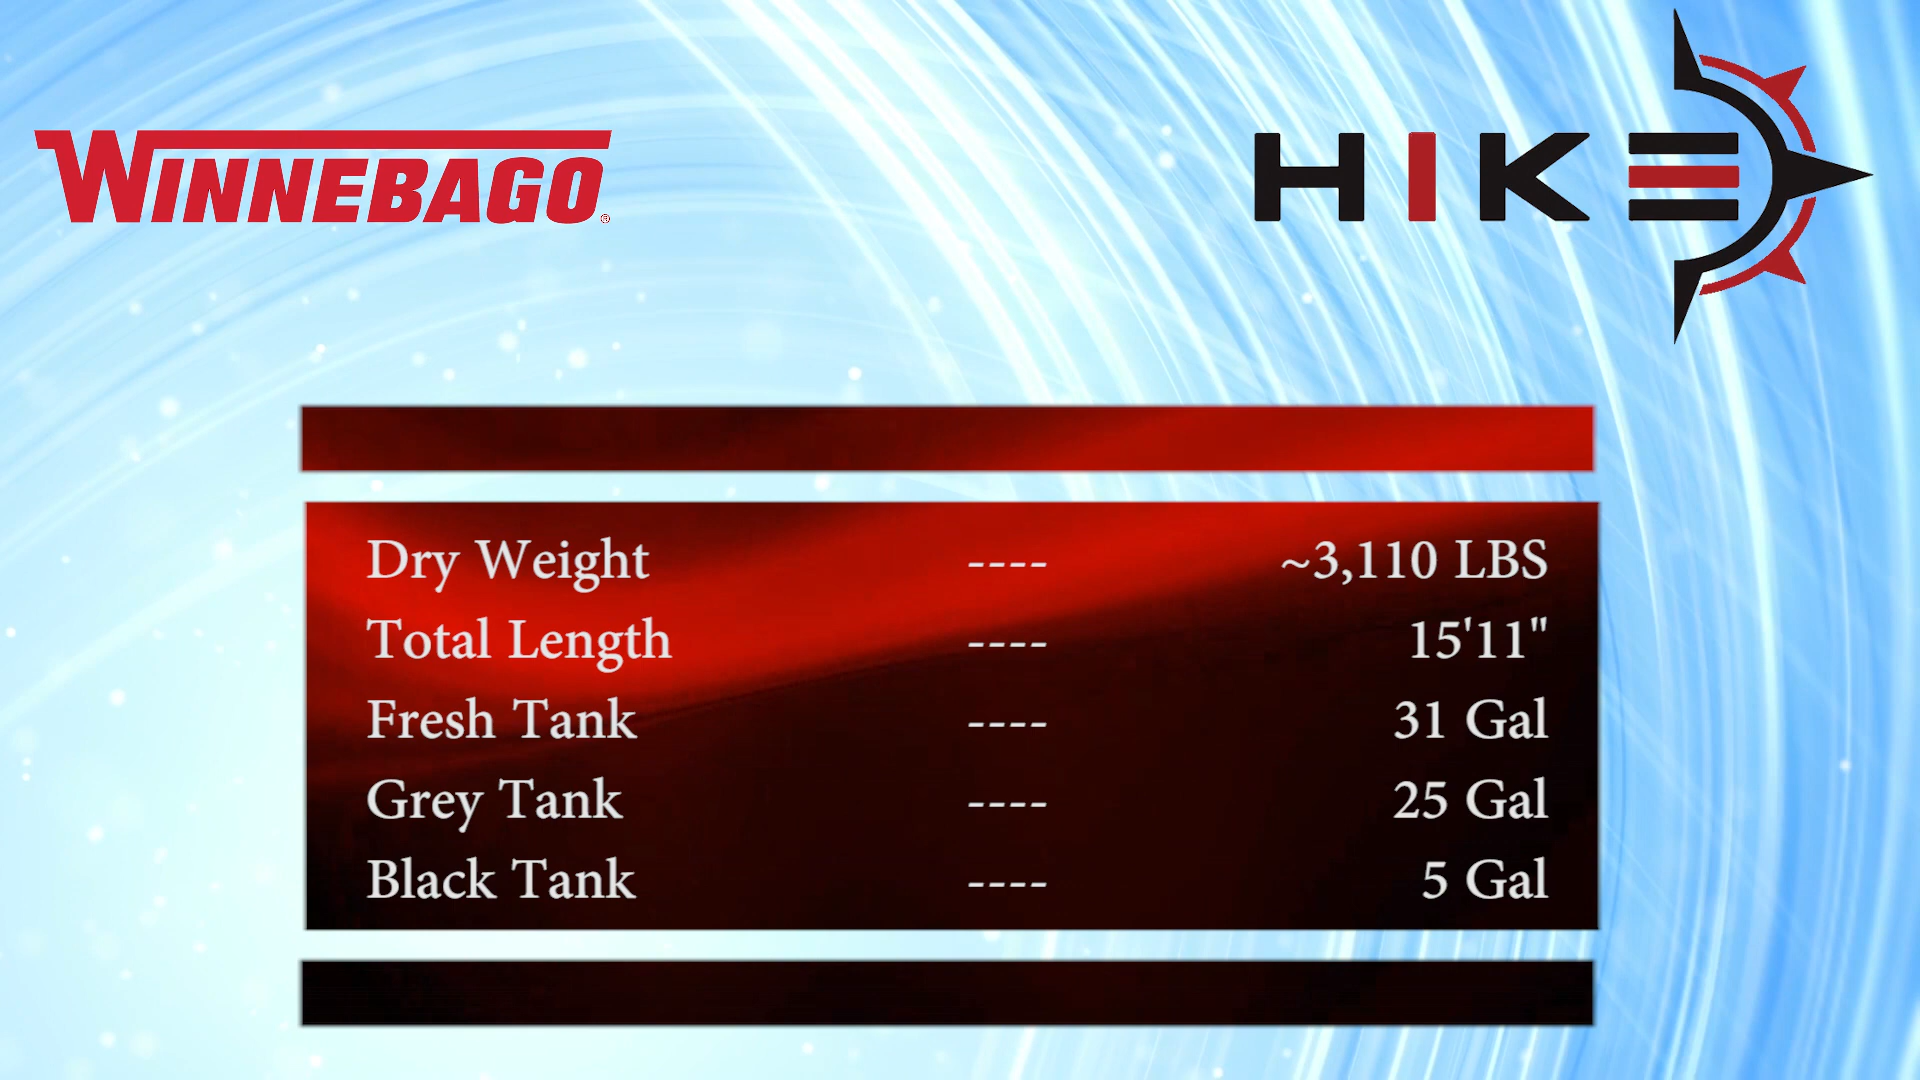 WINNEBAGO®
HIKE
Dry Weight ---- ~3,110 LBS
Total Length ---- 15'11"
Fresh Tank ---- 31 Gal
Grey Tank ---- 25 Gal
Black Tank ---- 5 Gal